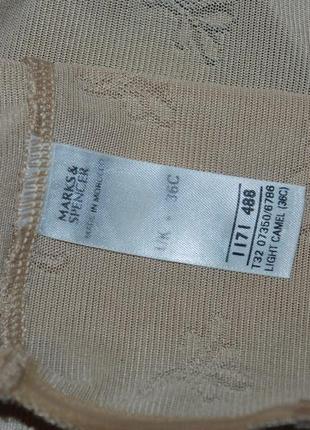 MARKS &
SPENCER
MADE IN MOROCCO
UK - 36C
1171 488
T32 07350/6786
LIGHT CAMEL (36C)